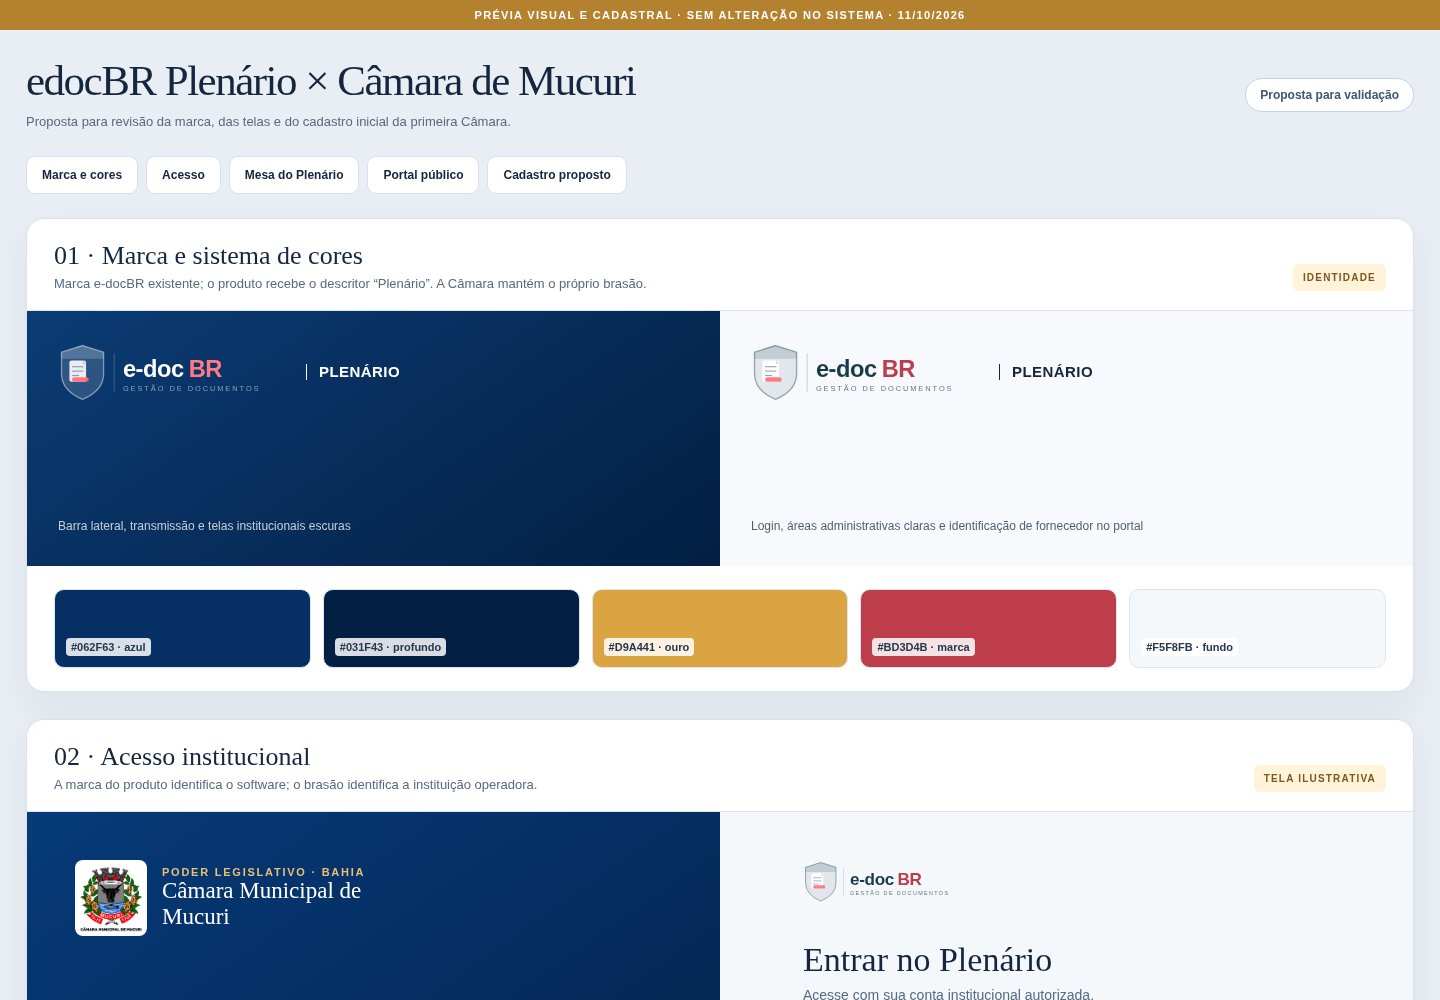 PRÉVIA VISUAL E CADASTRAL · SEM ALTERAÇÃO NO SISTEMA · 11/10/2026
edocBR Plenário × Câmara de Mucuri
Proposta para revisão da marca, das telas e do cadastro inicial da primeira Câmara.
Proposta para validação
Marca e cores
Acesso
Mesa do Plenário
Portal público
Cadastro proposto
01 · Marca e sistema de cores
Marca e-docBR existente; o produto recebe o descritor “Plenário”. A Câmara mantém o próprio brasão.
IDENTIDADE
e-doc BR
GESTÃO DE DOCUMENTOS
PLENÁRIO
Barra lateral, transmissão e telas institucionais escuras
e-doc BR
GESTÃO DE DOCUMENTOS
PLENÁRIO
Login, áreas administrativas claras e identificação de fornecedor no portal
#062F63 · azul
#031F43 · profundo
#D9A441 · ouro
#BD3D4B · marca
#F5F8FB · fundo
02 · Acesso institucional
A marca do produto identifica o software; o brasão identifica a instituição operadora.
TELA ILUSTRATIVA
CÂMARA MUNICIPAL DE MUCURI
PODER LEGISLATIVO · BAHIA
Câmara Municipal de
Mucuri
e-doc BR
GESTÃO DE DOCUMENTOS
Entrar no Plenário
Acesse com sua conta institucional autorizada.